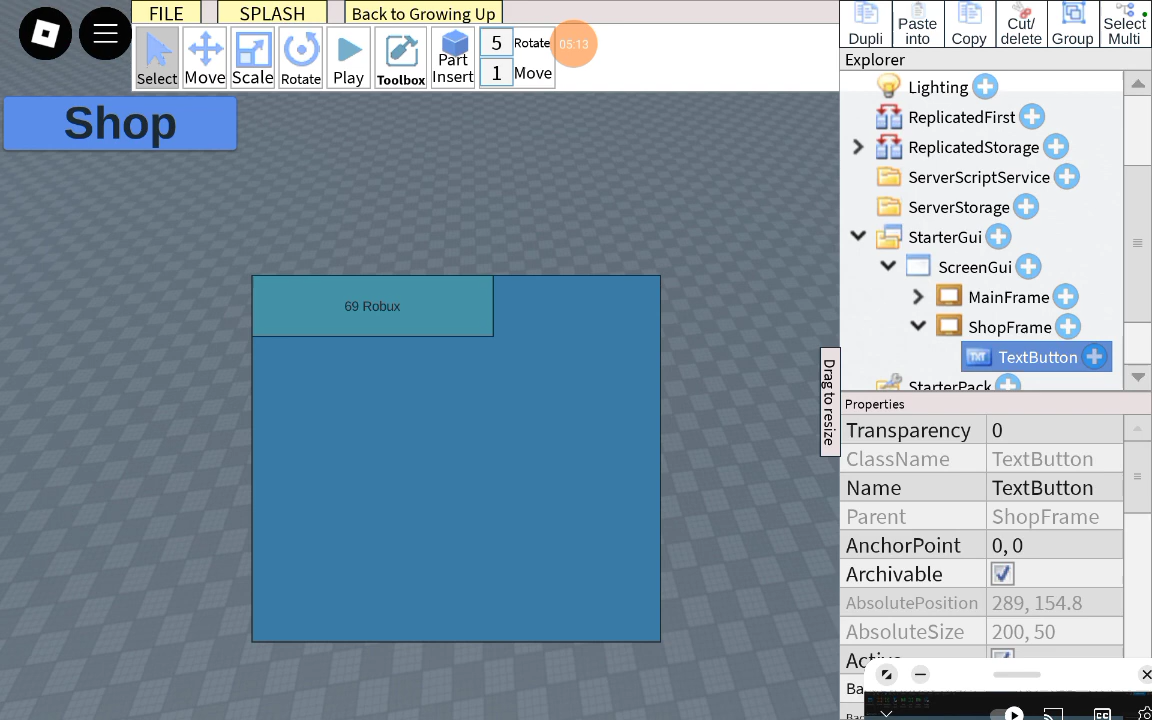 FILE
SPLASH
Back to Growing Up
Select
Move
Scale
Rotate
Play
Toolbox
Part
Insert
5
Rotate
1
Move
05:13
Dupli
Paste
into
Copy
Cut/
delete
Group
Select
Multi
Shop
69 Robux
Drag to resize
Explorer
Lighting
ReplicatedFirst
ReplicatedStorage
ServerScriptService
ServerStorage
StarterGui
ScreenGui
MainFrame
ShopFrame
TXT TextButton
StarterPack
Properties
Transparency 0
ClassName TextButton
Name TextButton
Parent ShopFrame
AnchorPoint 0, 0
Archivable
AbsolutePosition 289, 154.8
AbsoluteSize 200, 50
Ba
CC